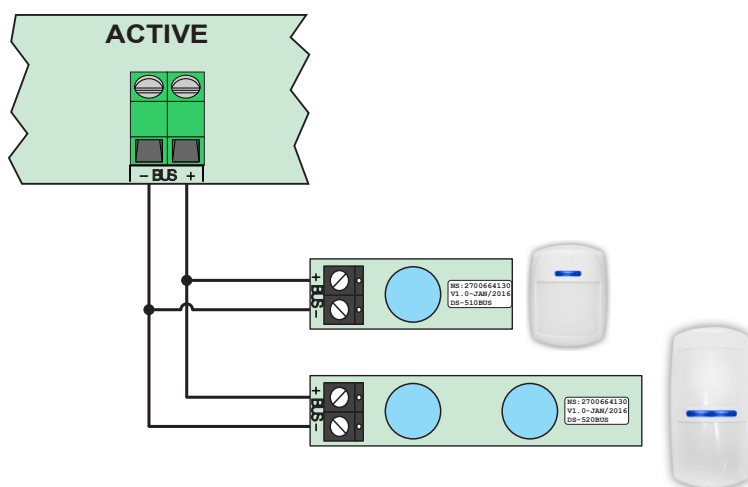 ACTIVE
- BUS +
+ BUS -
NS:2700664130
V1.0-JAN/2016
DS-510BUS
+ BUS -
NS:2700664130
V1.0-JAN/2016
DS-520BUS